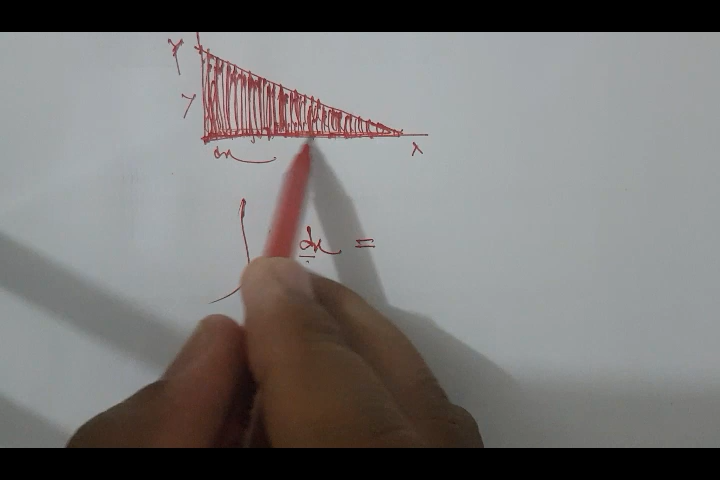 Y
y
dx
x
∫ dx =